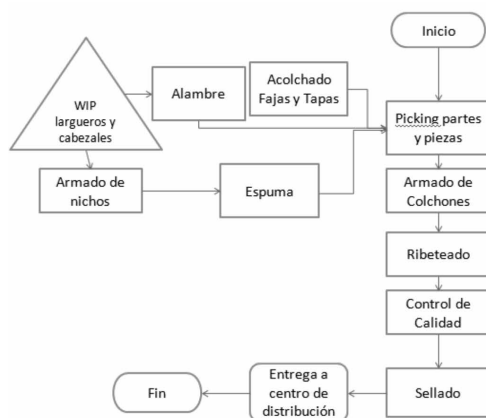 Inicio
WIP
largueros y
cabezales
Alambre
Acolchado
Fajas y Tapas
Picking partes
y piezas
Armado de
nichos
Espuma
Armado de
Colchones
Ribeteado
Control de
Calidad
Sellado
Entrega a
centro de
distribución
Fin